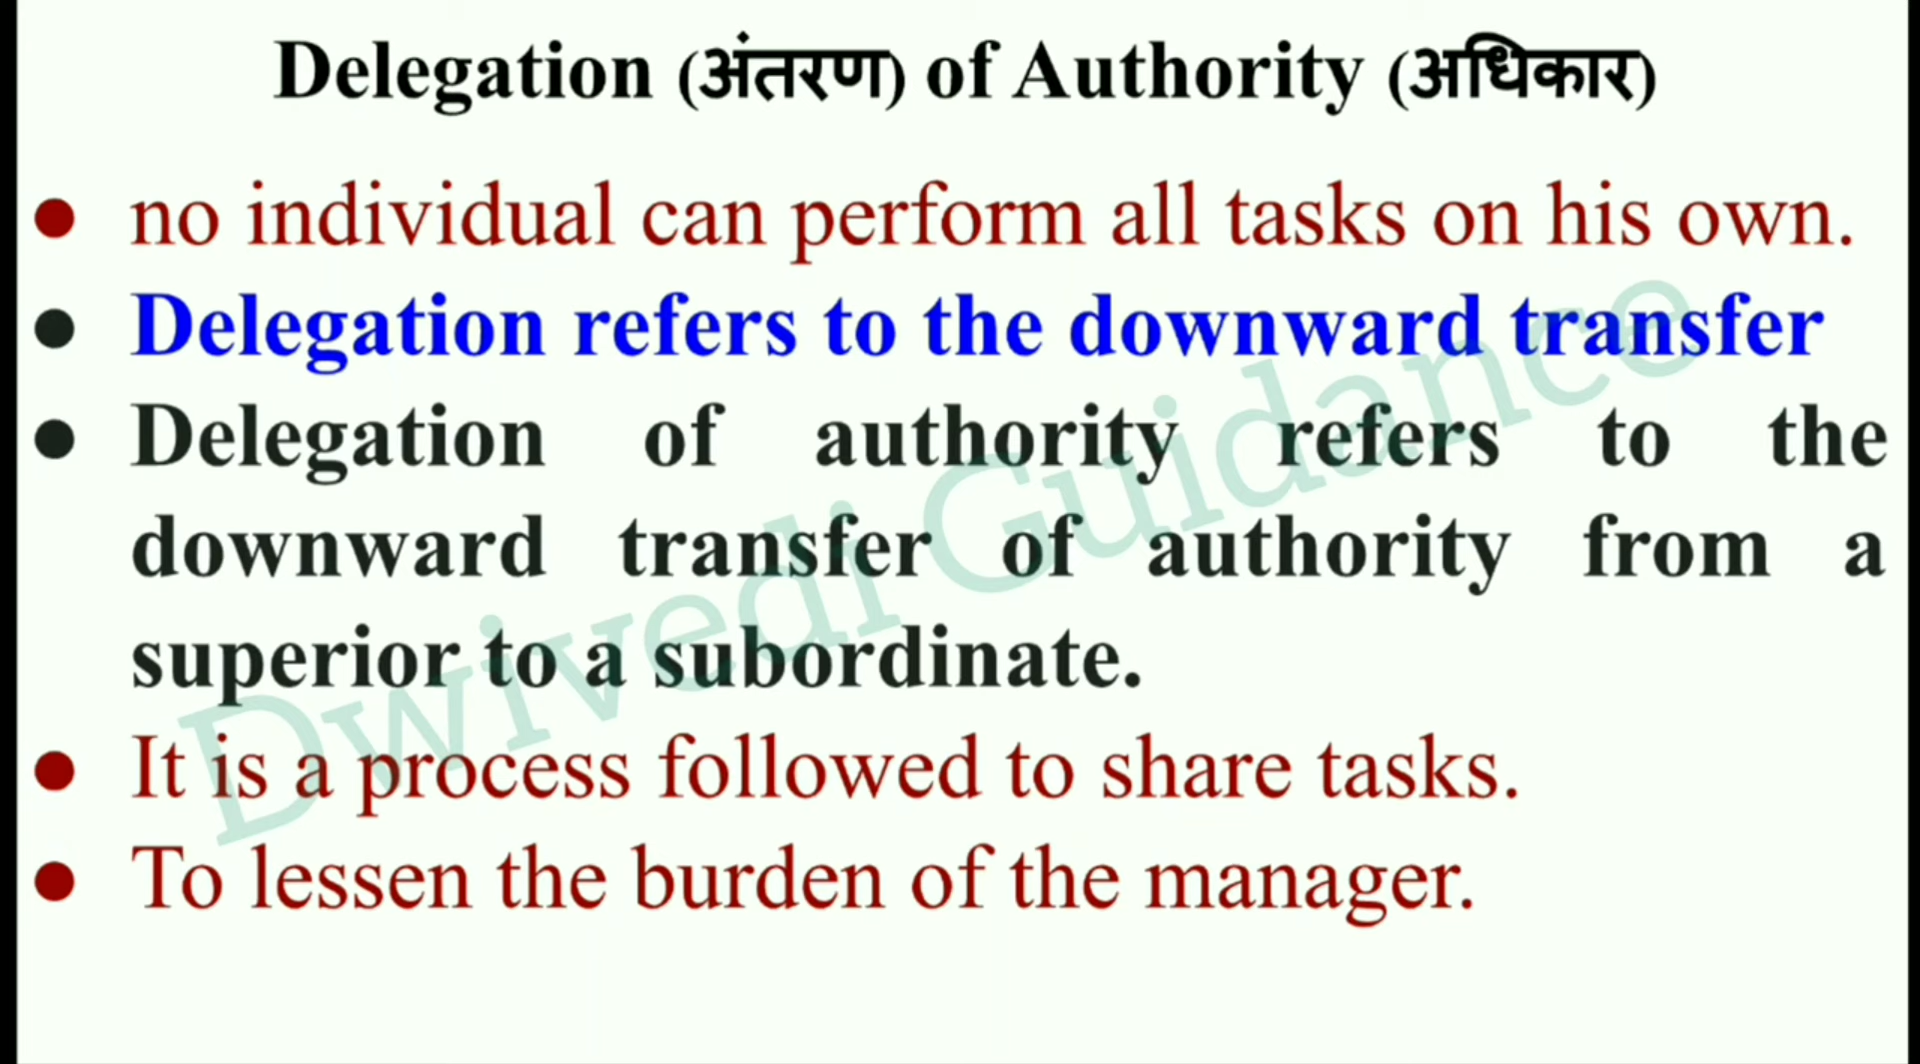 Delegation (अंतरण) of Authority (अधिकार)
● no individual can perform all tasks on his own.
● Delegation refers to the downward transfer
● Delegation of authority refers to the
downward transfer of authority from a
superior to a subordinate.
● It is a process followed to share tasks.
● To lessen the burden of the manager.
Dwivedi Guidance